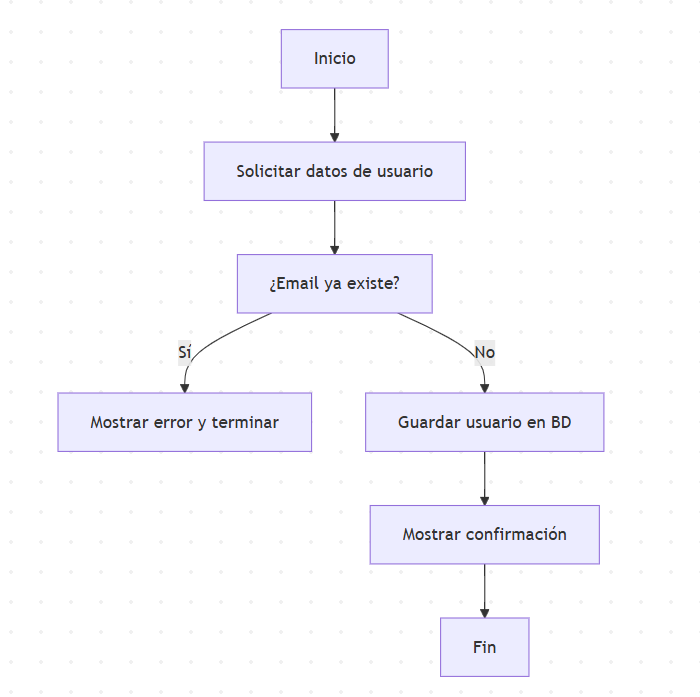 Inicio
Solicitar datos de usuario
¿Email ya existe?
Sí
No
Mostrar error y terminar
Guardar usuario en BD
Mostrar confirmación
Fin